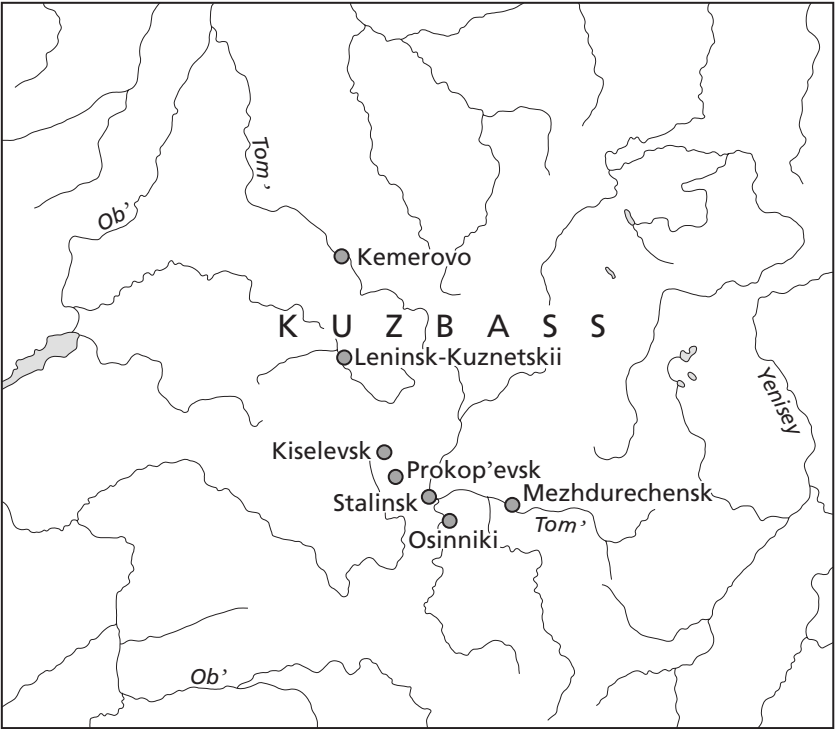 Tom’
Ob’
Kemerovo
K U Z B A S S
Leninsk-Kuznetskii
Yenisey
Kiselevsk
Prokop’evsk
Stalinsk
Mezhdurechensk
Tom’
Osinniki
Ob’